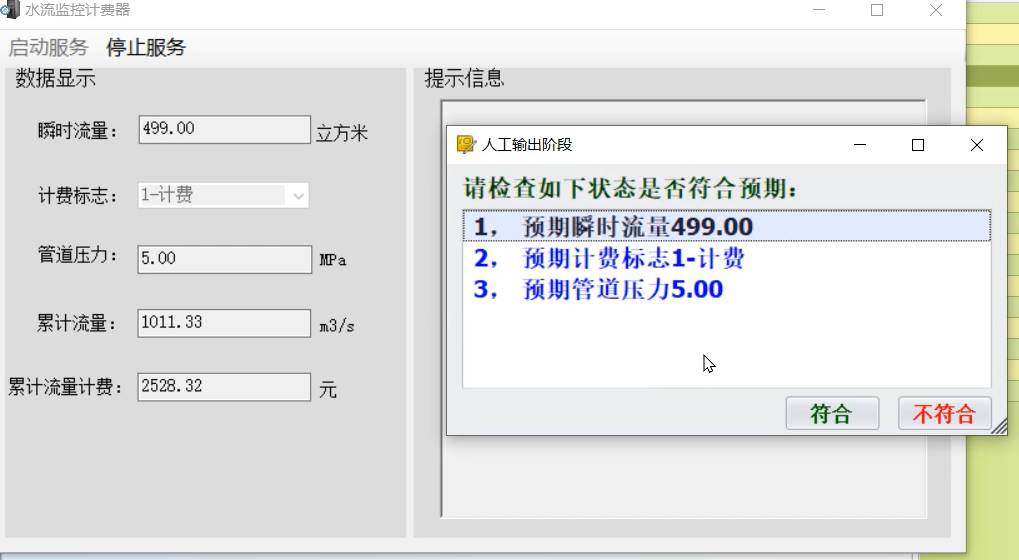 水流监控计费器
启动服务 停止服务
数据显示
瞬时流量： 499.00 立方米
计费标志： 1-计费
管道压力： 5.00 MPa
累计流量： 1011.33 m3/s
累计流量计费： 2528.32 元
提示信息
人工输出阶段
请检查如下状态是否符合预期：
1， 预期瞬时流量499.00
2， 预期计费标志1-计费
3， 预期管道压力5.00
符合 不符合